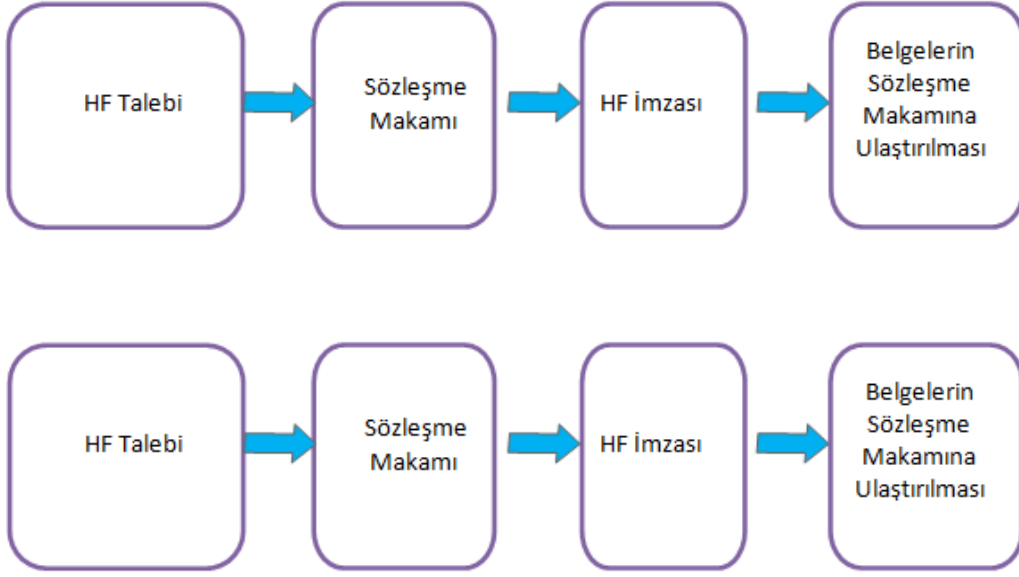 HF Talebi
Sözleşme
Makamı
HF İmzası
Belgelerin
Sözleşme
Makamına
Ulaştırılması
HF Talebi
Sözleşme
Makamı
HF İmzası
Belgelerin
Sözleşme
Makamına
Ulaştırılması